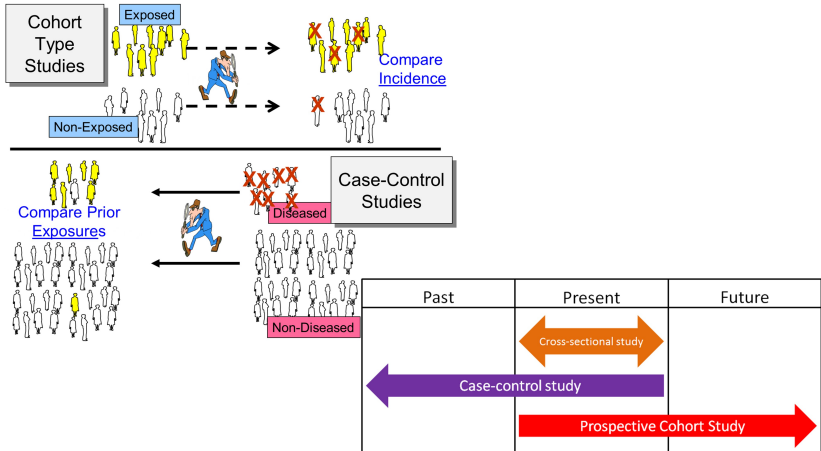 Cohort
Type
Studies
Exposed
Compare
Incidence
Non-Exposed
Case-Control
Studies
Compare Prior
Exposures
Diseased
Non-Diseased
Past
Present
Future
Cross-sectional study
Case-control study
Prospective Cohort Study